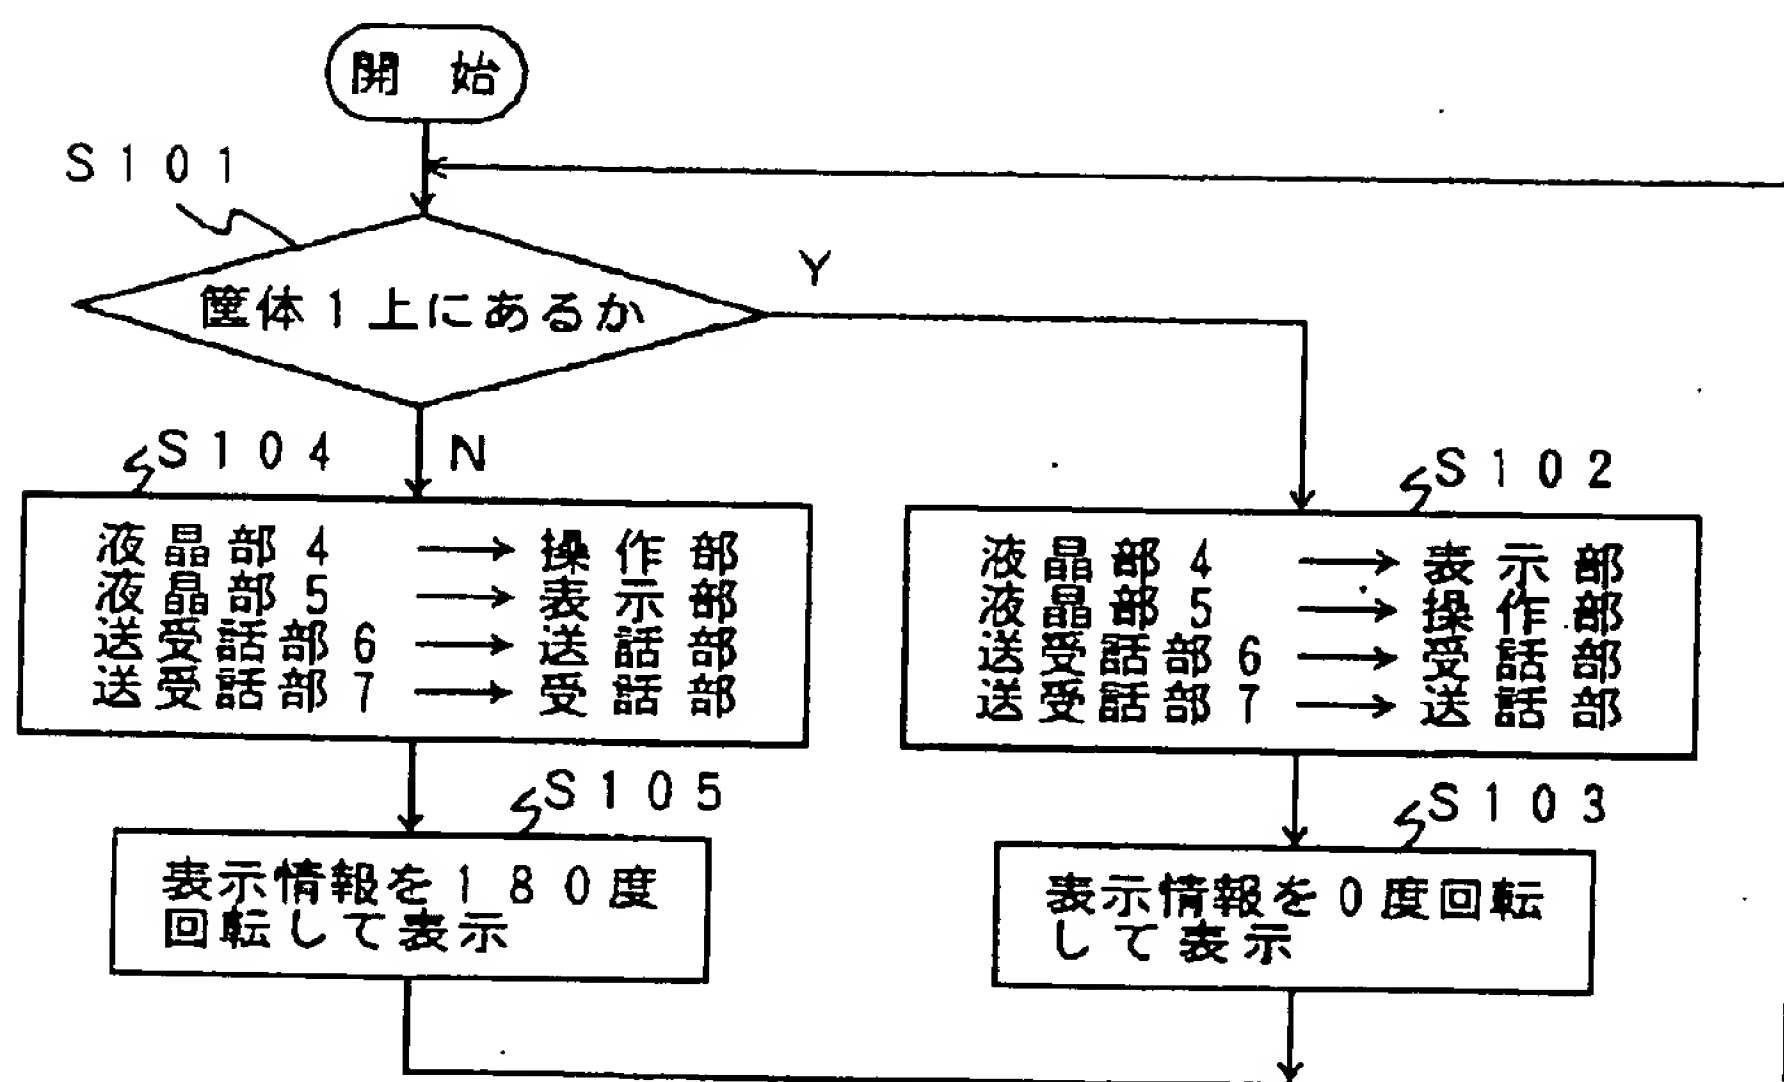 開 始
S101
筐体1上にあるか
Y
N
S104
液晶部4 → 操作部
液晶部5 → 表示部
送受話部6 → 送話部
送受話部7 → 受話部
S102
液晶部4 → 表示部
液晶部5 → 操作部
送受話部6 → 受話部
送受話部7 → 送話部
S105
表示情報を180度
回転して表示
S103
表示情報を0度回転
して表示